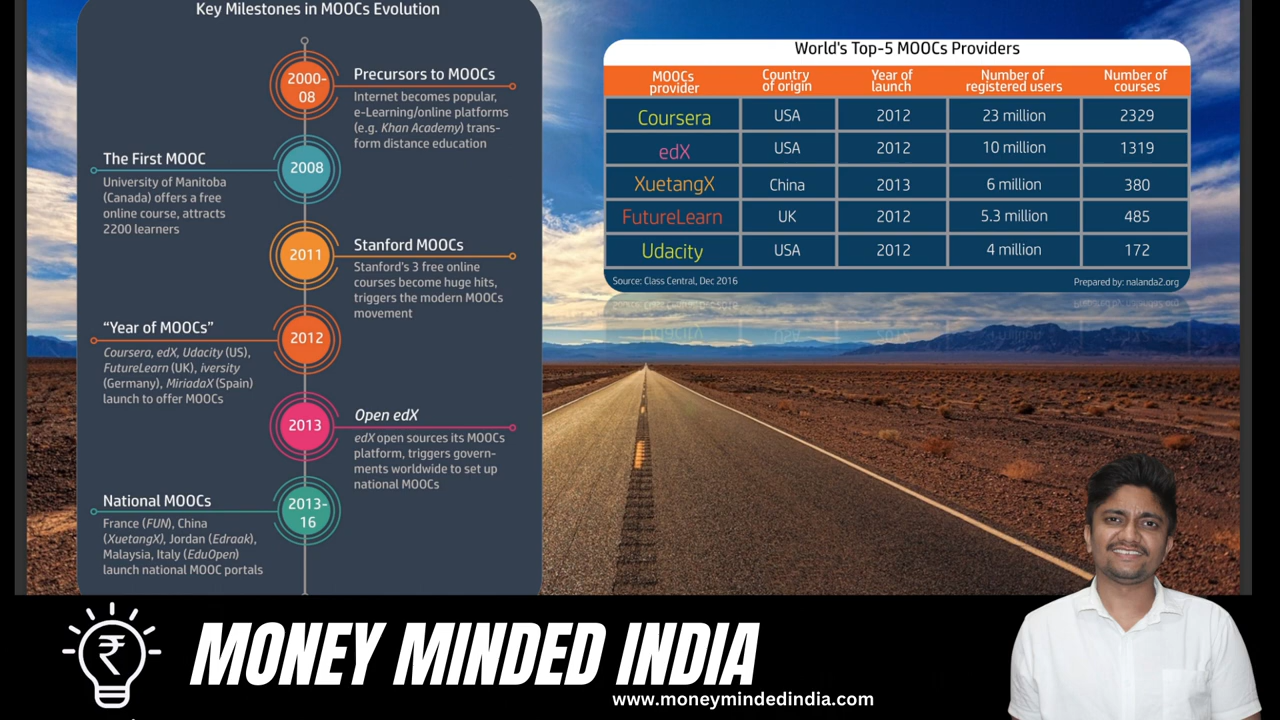 Key Milestones in MOOCs Evolution
2000-
08
Precursors to MOOCs
Internet becomes popular,
e-Learning/online platforms
(e.g. Khan Academy) trans-
form distance education
The First MOOC
2008
University of Manitoba
(Canada) offers a free
online course, attracts
2200 learners
2011
Stanford MOOCs
Stanford's 3 free online
courses become huge hits,
triggers the modern MOOCs
movement
"Year of MOOCs"
2012
Coursera, edX, Udacity (US),
FutureLearn (UK), iversity
(Germany), MiriadaX (Spain)
launch to offer MOOCs
2013
Open edX
edX open sources its MOOCs
platform, triggers govern-
ments worldwide to set up
national MOOCs
National MOOCs
2013-
16
France (FUN), China
(XuetangX), Jordan (Edraak),
Malaysia, Italy (EduOpen)
launch national MOOC portals
World's Top-5 MOOCs Providers
MOOCs provider Country of origin Year of launch Number of registered users Number of courses
Coursera USA 2012 23 million 2329
edX USA 2012 10 million 1319
XuetangX China 2013 6 million 380
FutureLearn UK 2012 5.3 million 485
Udacity USA 2012 4 million 172
Source: Class Central, Dec 2016 Prepared by: nalanda2.org
₹
MONEY MINDED INDIA
www.moneymindedindia.com